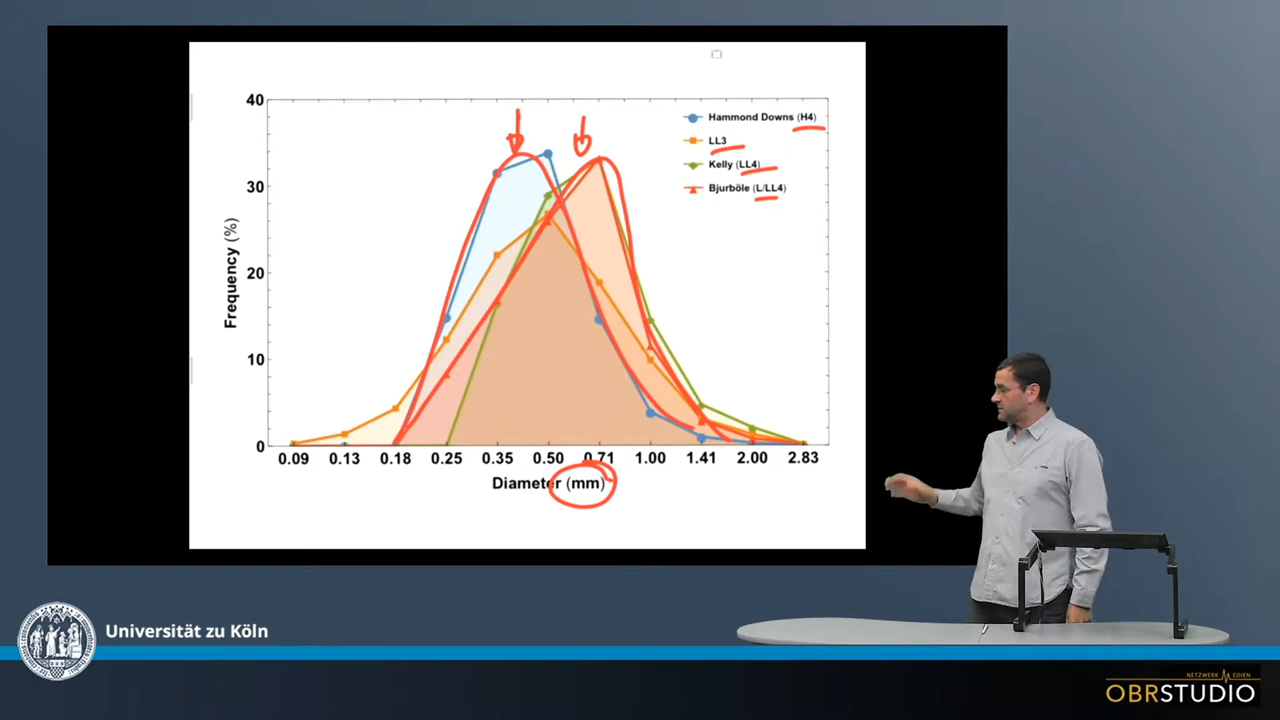 40
30
20
10
0
Frequency (%)
Hammond Downs (H4)
LL3
Kelly (LL4)
Bjurböle (L/LL4)
0.09 0.13 0.18 0.25 0.35 0.50 0.71 1.00 1.41 2.00 2.83
Diameter (mm)
Universität zu Köln
NETZWERK MEDIEN
OBRSTUDIO